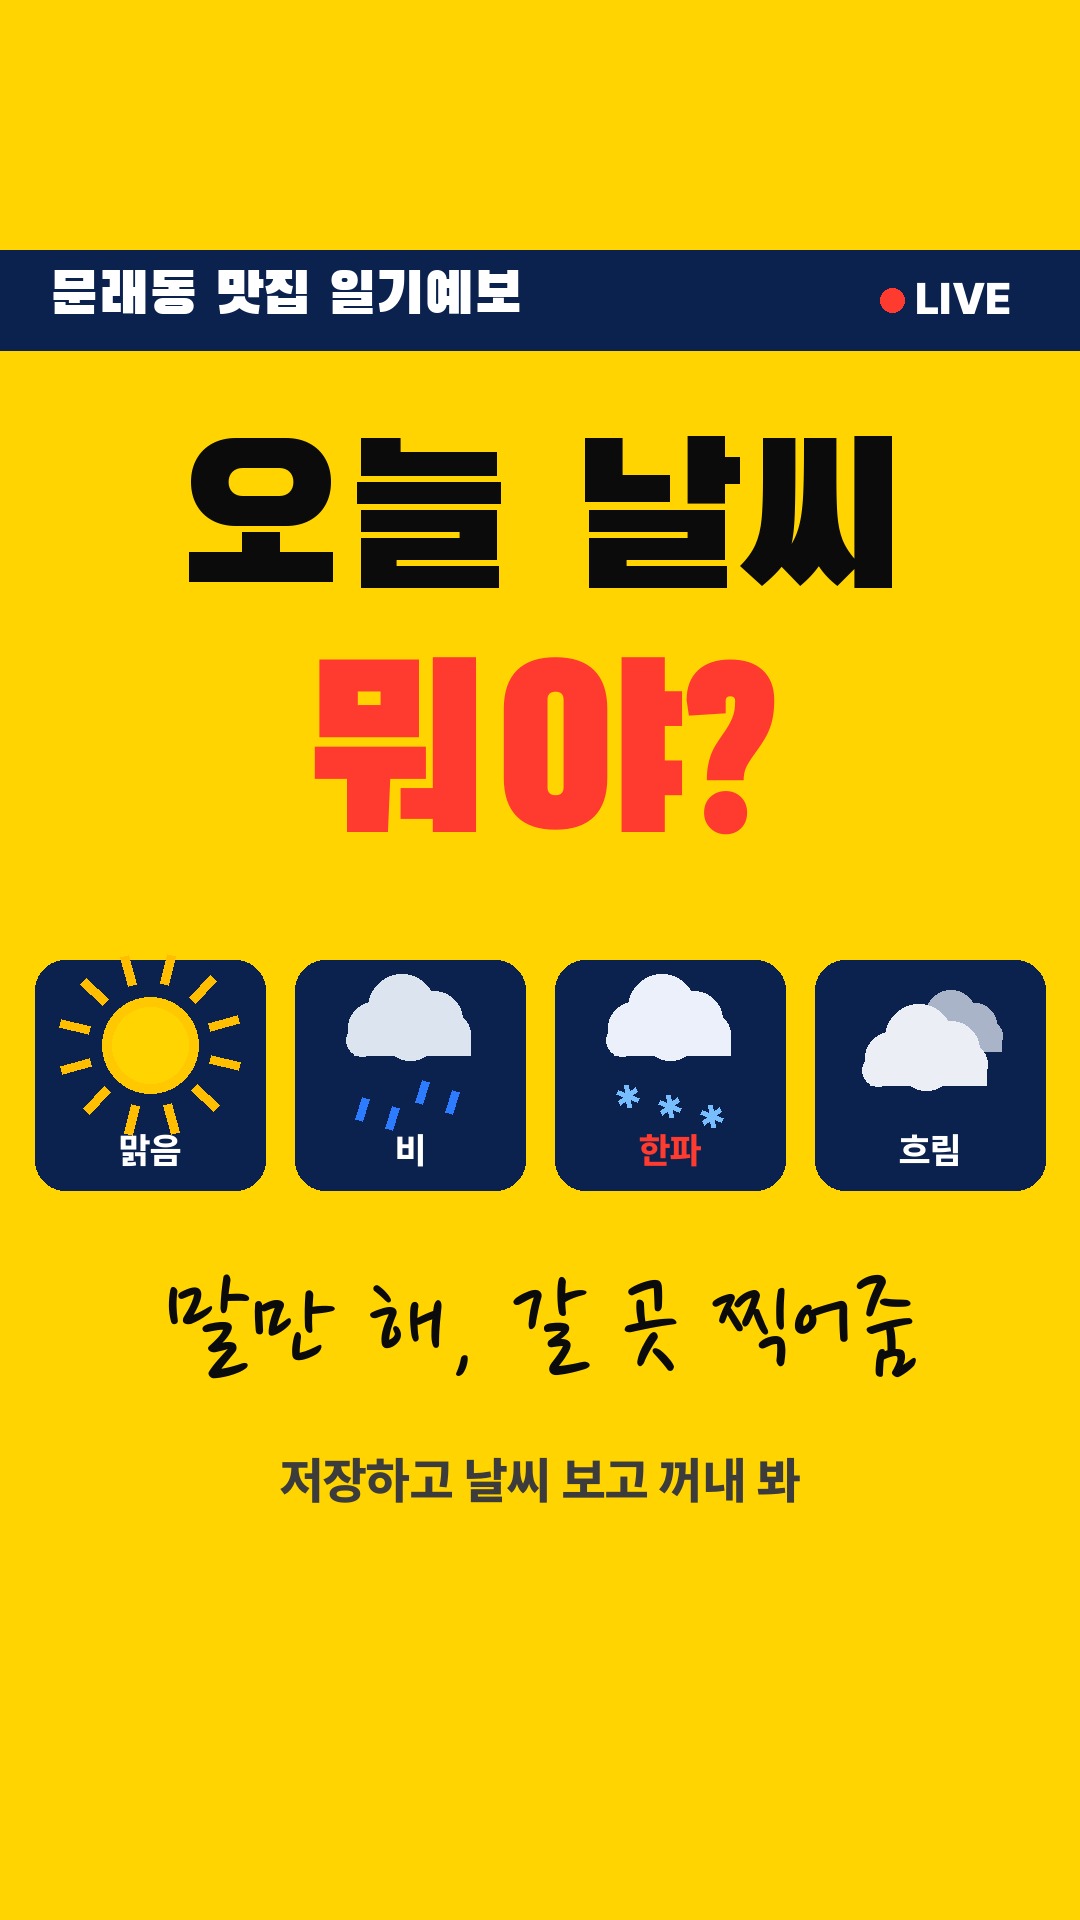 문래동 맛집 일기예보
LIVE
오늘 날씨
뭐야?
맑음
비
한파
흐림
말만 해, 갈 곳 찍어줌
저장하고 날씨 보고 꺼내 봐